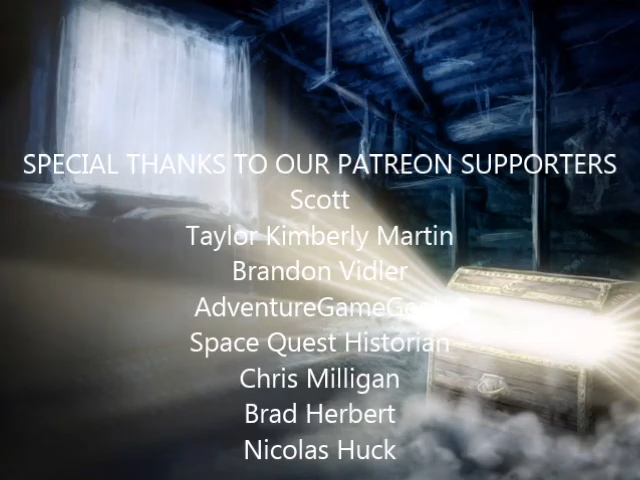 SPECIAL THANKS TO OUR PATREON SUPPORTERS
Scott
Taylor Kimberly Martin
Brandon Vidler
AdventureGameGeek
Space Quest Historian
Chris Milligan
Brad Herbert
Nicolas Huck